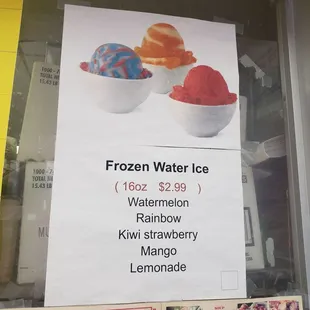 Frozen Water Ice
( 16oz $2.99 )
Watermelon
Rainbow
Kiwi strawberry
Mango
Lemonade